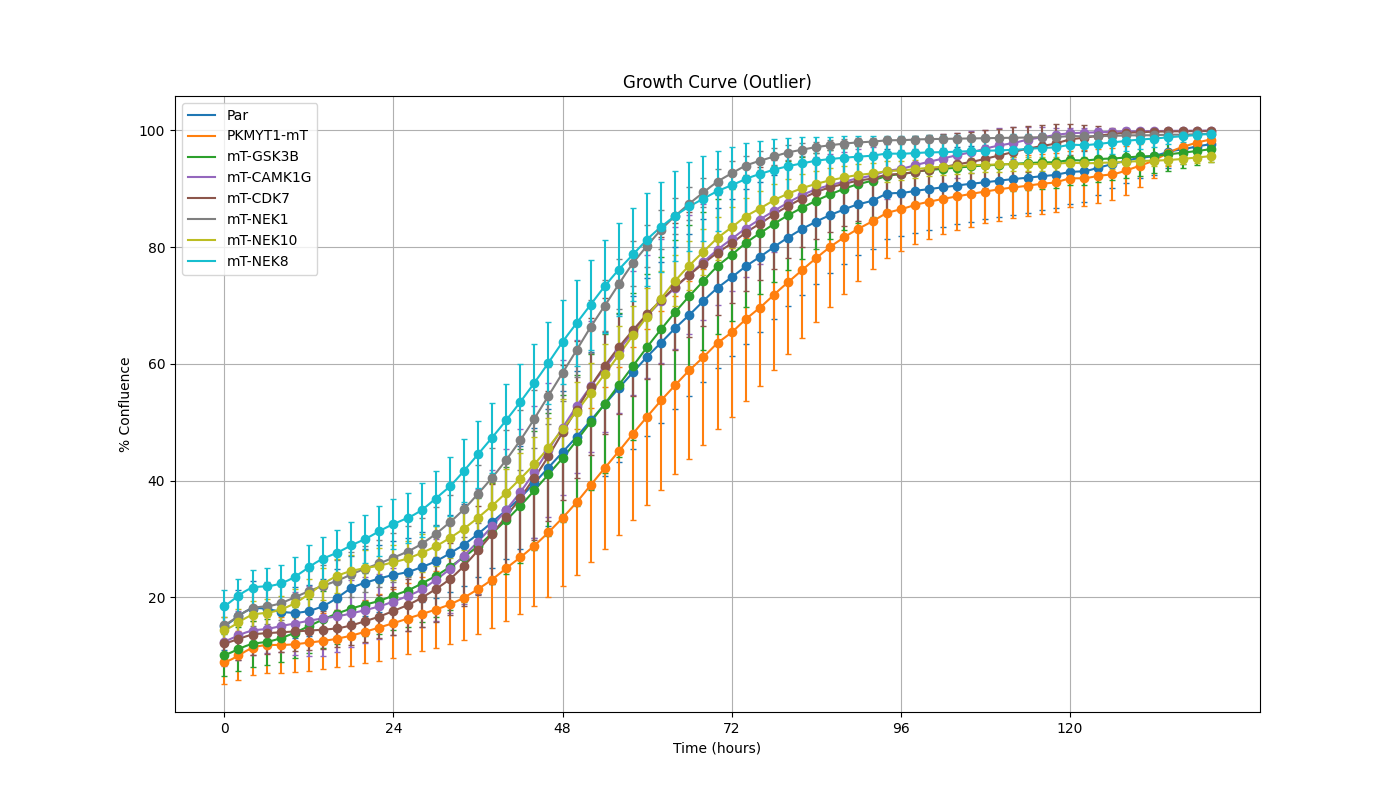 Growth Curve (Outlier)
Par
PKMYT1-mT
mT-GSK3B
mT-CAMK1G
mT-CDK7
mT-NEK1
mT-NEK10
mT-NEK8
100
80
60
40
20
% Confluence
0 24 48 72 96 120
Time (hours)